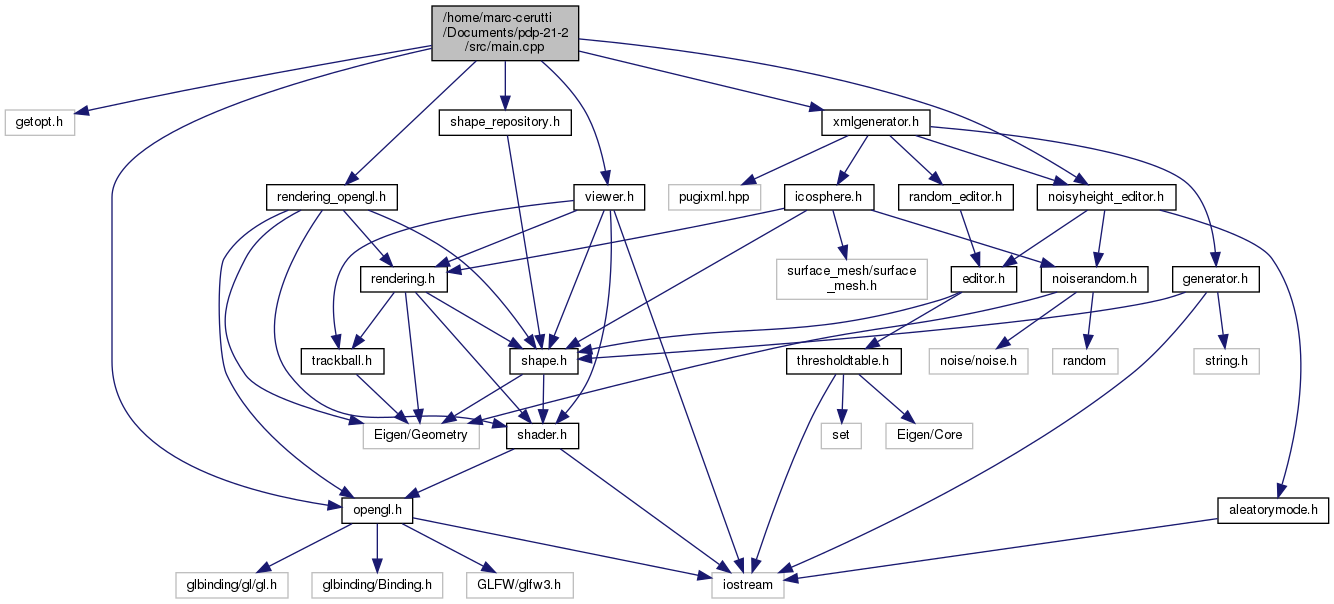 /home/marc-cerutti
/Documents/pdp-21-2
/src/main.cpp
getopt.h
shape_repository.h
xmlgenerator.h
rendering_opengl.h
viewer.h
pugixml.hpp
icosphere.h
random_editor.h
noisyheight_editor.h
rendering.h
surface_mesh/surface
_mesh.h
editor.h
noiserandom.h
generator.h
trackball.h
shape.h
thresholdtable.h
noise/noise.h
random
string.h
Eigen/Geometry
shader.h
set
Eigen/Core
opengl.h
aleatorymode.h
glbinding/gl/gl.h
glbinding/Binding.h
GLFW/glfw3.h
iostream